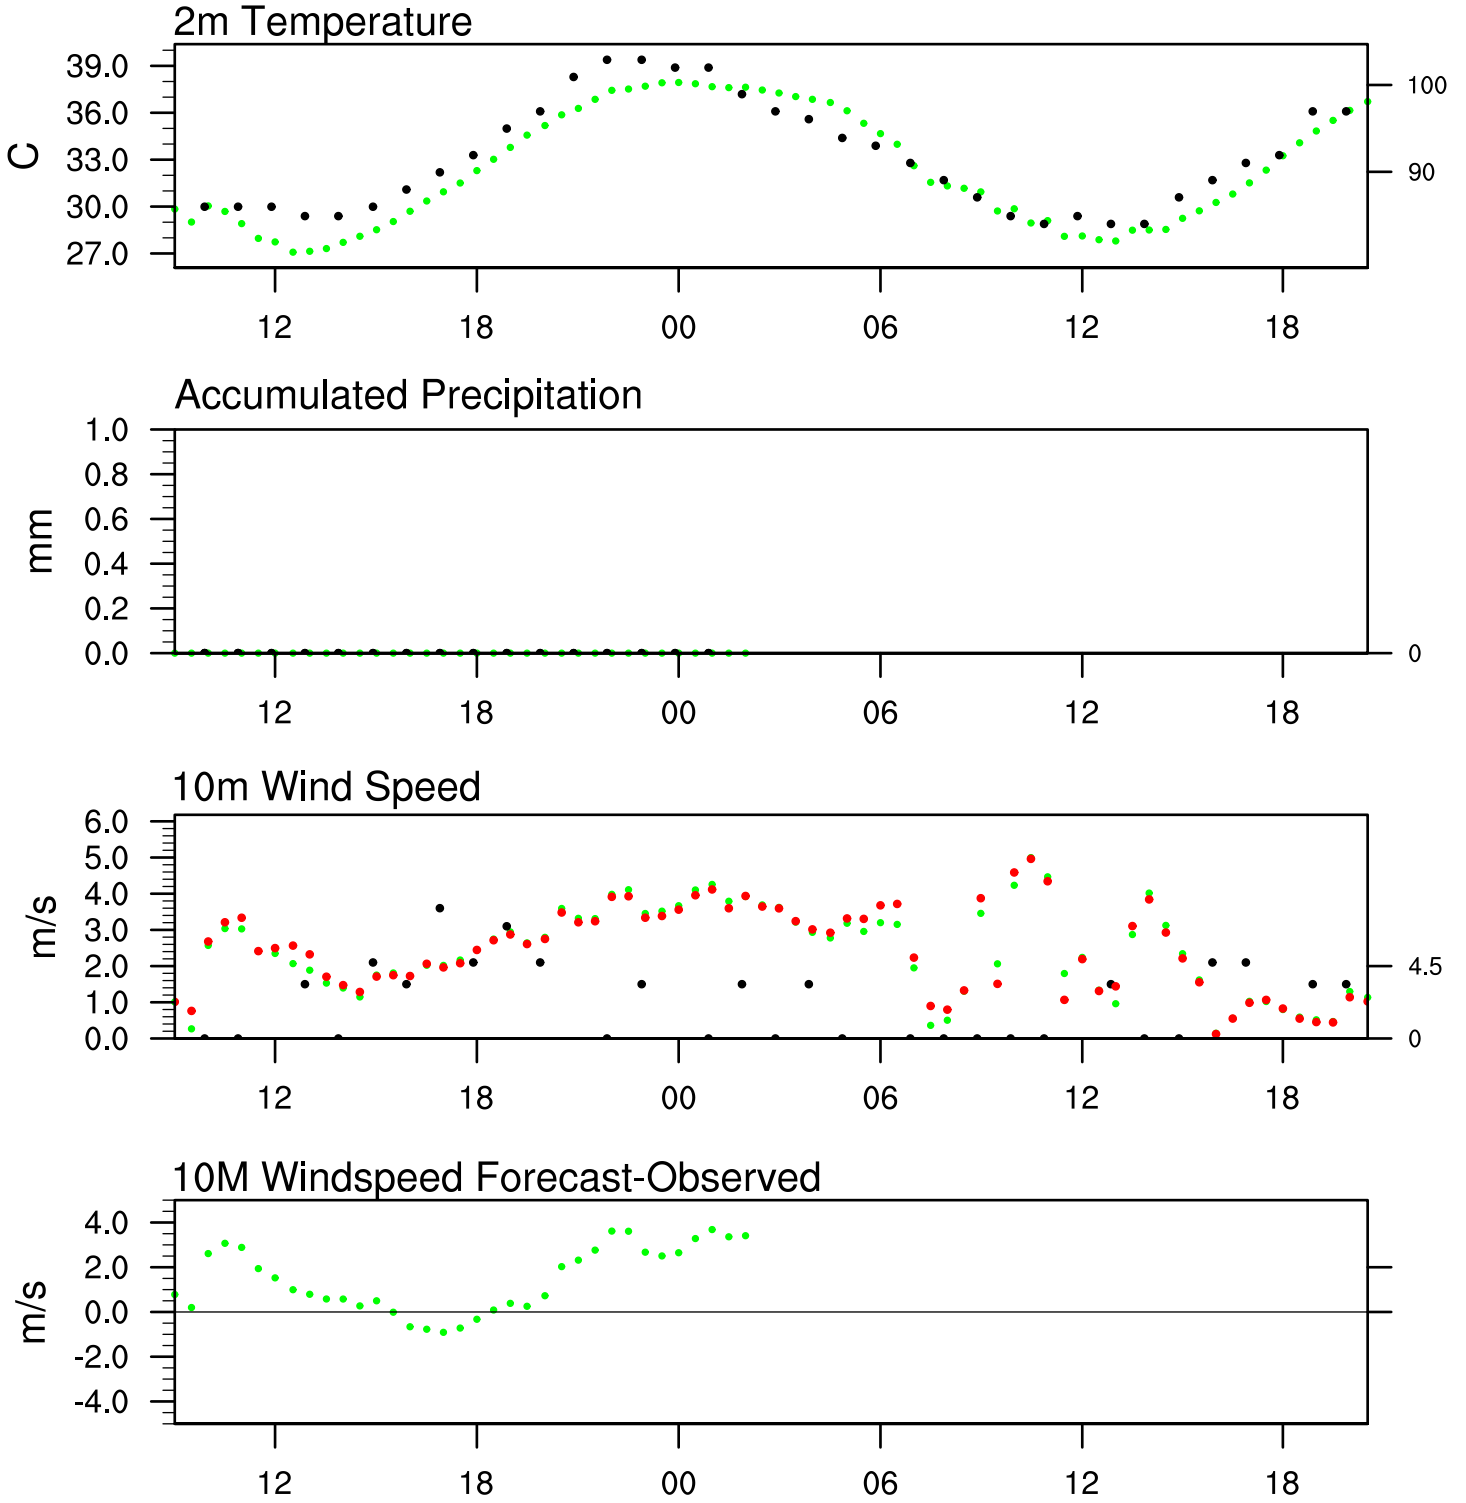 2m Temperature
39.0
36.0
33.0
30.0
27.0
C
100
90
12 18 00 06 12 18
Accumulated Precipitation
1.0
0.8
0.6
0.4
0.2
0.0
mm
0
12 18 00 06 12 18
10m Wind Speed
6.0
5.0
4.0
3.0
2.0
1.0
0.0
m/s
4.5
0
12 18 00 06 12 18
10M Windspeed Forecast-Observed
4.0
2.0
0.0
-2.0
-4.0
m/s
12 18 00 06 12 18